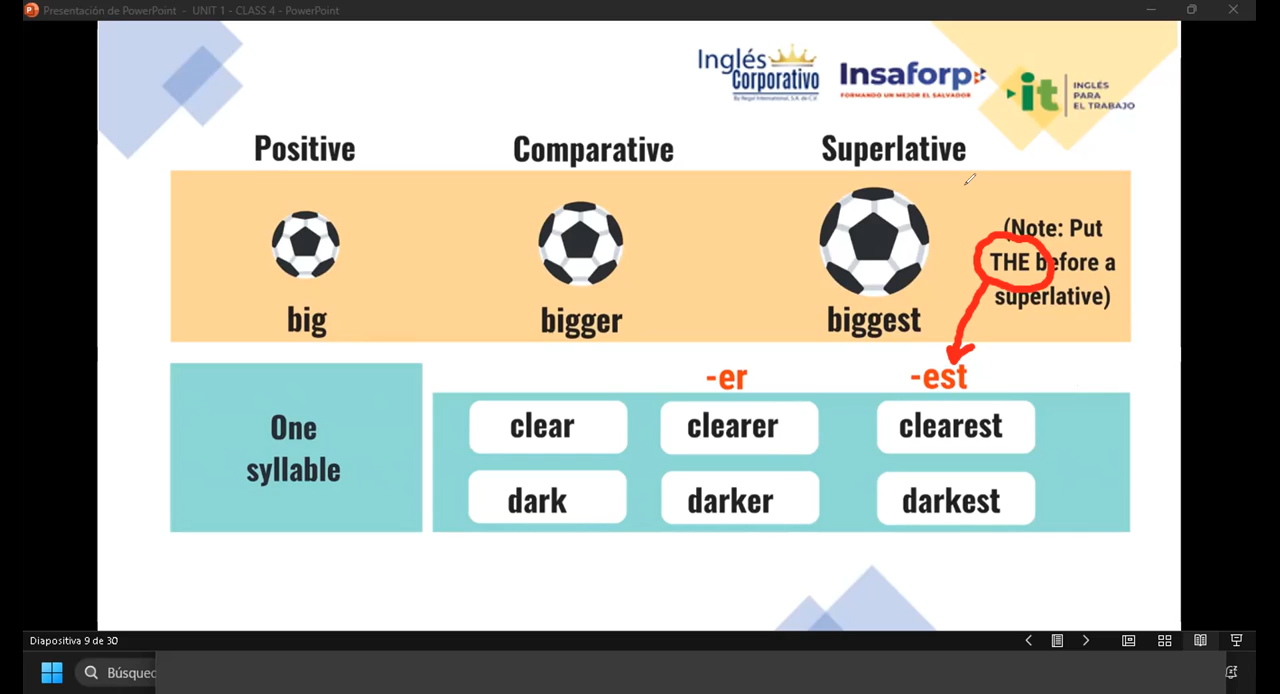 Presentación de PowerPoint - UNIT 1 - CLASS 4 - PowerPoint
Inglés
Corporativo
Insaforp
FORMANDO UN MEJOR EL SALVADOR
it
INGLÉS
PARA
EL TRABAJO
Positive Comparative Superlative
(Note: Put
THE before a
superlative)
big bigger biggest
-er -est
One
syllable
clear clearer clearest
dark darker darkest
Diapositiva 9 de 30
Búsqued